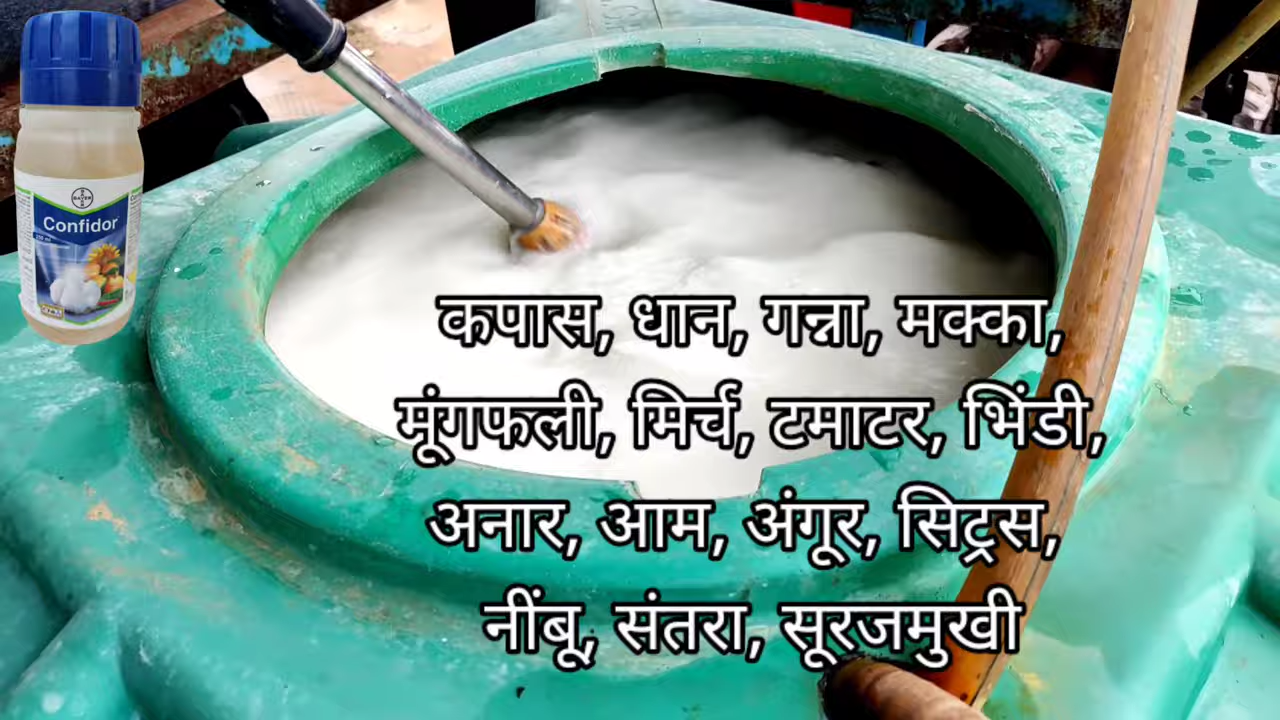 BAYER
Confidor
कपास, धान, गन्ना, मक्का,
मूंगफली, मिर्च, टमाटर, भिंडी,
अनार, आम, अंगूर, सिट्रस,
नींबू, संतरा, सूरजमुखी